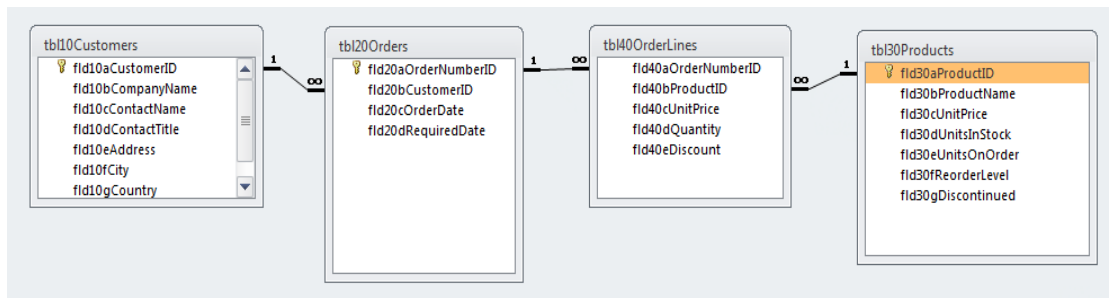 tbl10Customers
fld10aCustomerID
fld10bCompanyName
fld10cContactName
fld10dContactTitle
fld10eAddress
fld10fCity
fld10gCountry
1
∞
tbl20Orders
fld20aOrderNumberID
fld20bCustomerID
fld20cOrderDate
fld20dRequiredDate
1
∞
tbl40OrderLines
fld40aOrderNumberID
fld40bProductID
fld40cUnitPrice
fld40dQuantity
fld40eDiscount
∞
1
tbl30Products
fld30aProductID
fld30bProductName
fld30cUnitPrice
fld30dUnitsInStock
fld30eUnitsOnOrder
fld30fReorderLevel
fld30gDiscontinued